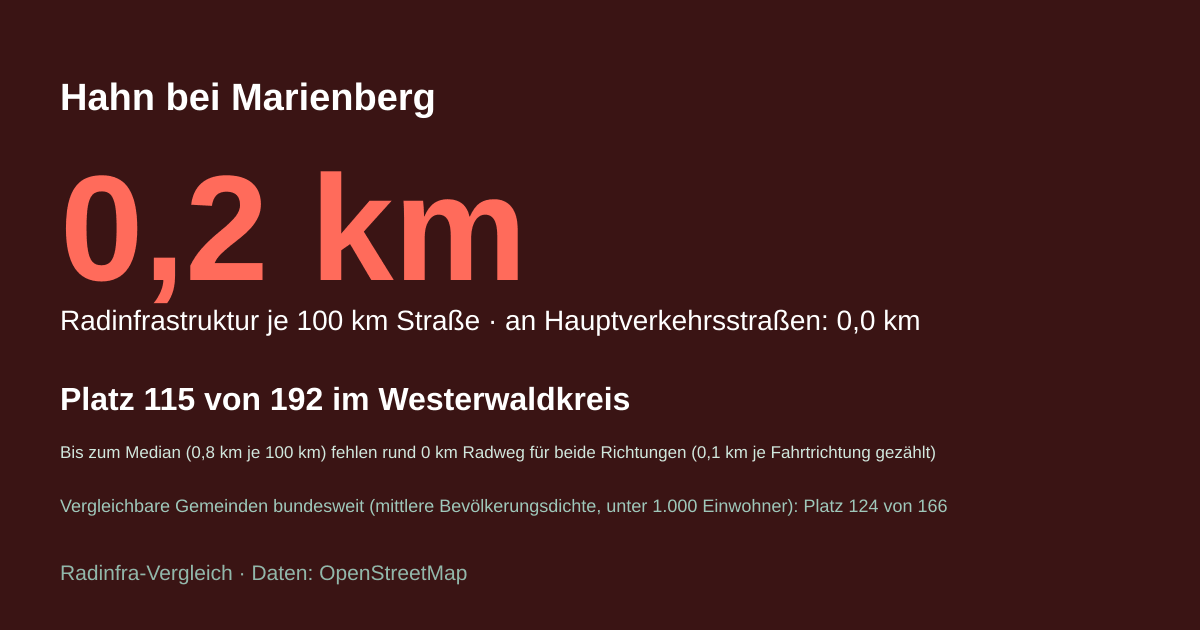 Hahn bei Marienberg
0,2 km
Radinfrastruktur je 100 km Straße · an Hauptverkehrsstraßen: 0,0 km
Platz 115 von 192 im Westerwaldkreis
Bis zum Median (0,8 km je 100 km) fehlen rund 0 km Radweg für beide Richtungen (0,1 km je Fahrtrichtung gezählt)
Vergleichbare Gemeinden bundesweit (mittlere Bevölkerungsdichte, unter 1.000 Einwohner): Platz 124 von 166
Radinfra-Vergleich · Daten: OpenStreetMap